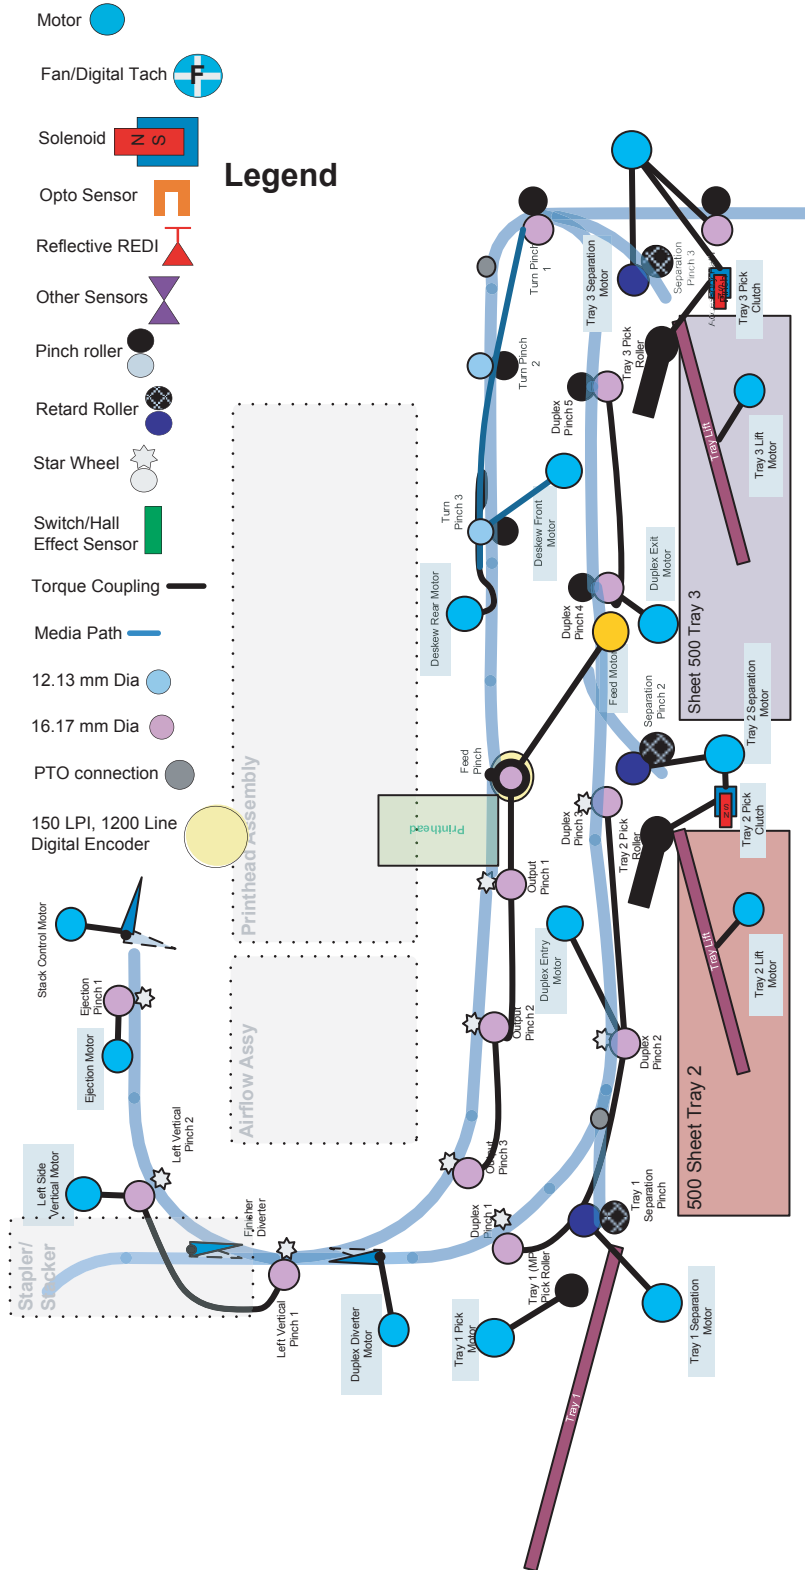 Motor
Fan/Digital Tach
F
Solenoid
N
S
Legend
Opto Sensor
Reflective REDI
Other Sensors
Pinch roller
Retard Roller
Star Wheel
Switch/Hall
Effect Sensor
Torque Coupling
Media Path
12.13 mm Dia
16.17 mm Dia
PTO connection
150 LPI, 1200 Line
Digital Encoder
Turn Pinch
1
Tray 3 Separation
Motor
Separation
Pinch 3
Tray 3 Pick
Clutch
Turn Pinch
2
Tray 3 Pick
Roller
Duplex
Pinch 5
Tray Lift
Tray 3 Lift
Motor
Turn
Pinch 3
Deskew Front
Motor
Deskew Rear Motor
Duplex
Pinch 4
Duplex Exit
Motor
Sheet 500 Tray 3
Feed Motor
Separation
Pinch 2
Tray 2 Separation
Motor
Feed
Pinch
Printhead Assembly
Printhead
Duplex
Pinch 3
Tray 2 Pick
Roller
Tray 2 Pick
Clutch
Output
Pinch 1
Stack Control Motor
Duplex Entry
Motor
Tray Lift
Tray 2 Lift
Motor
Ejection
Pinch 1
Ejection Motor
Output
Pinch 2
Duplex
Pinch 2
Airflow Assy
Left Vertical
Pinch 2
Left Side
Vertical Motor
Output
Pinch 3
500 Sheet Tray 2
Finisher
Diverter
Duplex
Pinch 1
Tray 1
Separation
Pinch
Stapler/
Stacker
Left Vertical
Pinch 1
Duplex Diverter
Motor
Tray 1 (MP)
Pick Roller
Tray 1 Pick
Motor
Tray 1 Separation
Motor
Tray 1